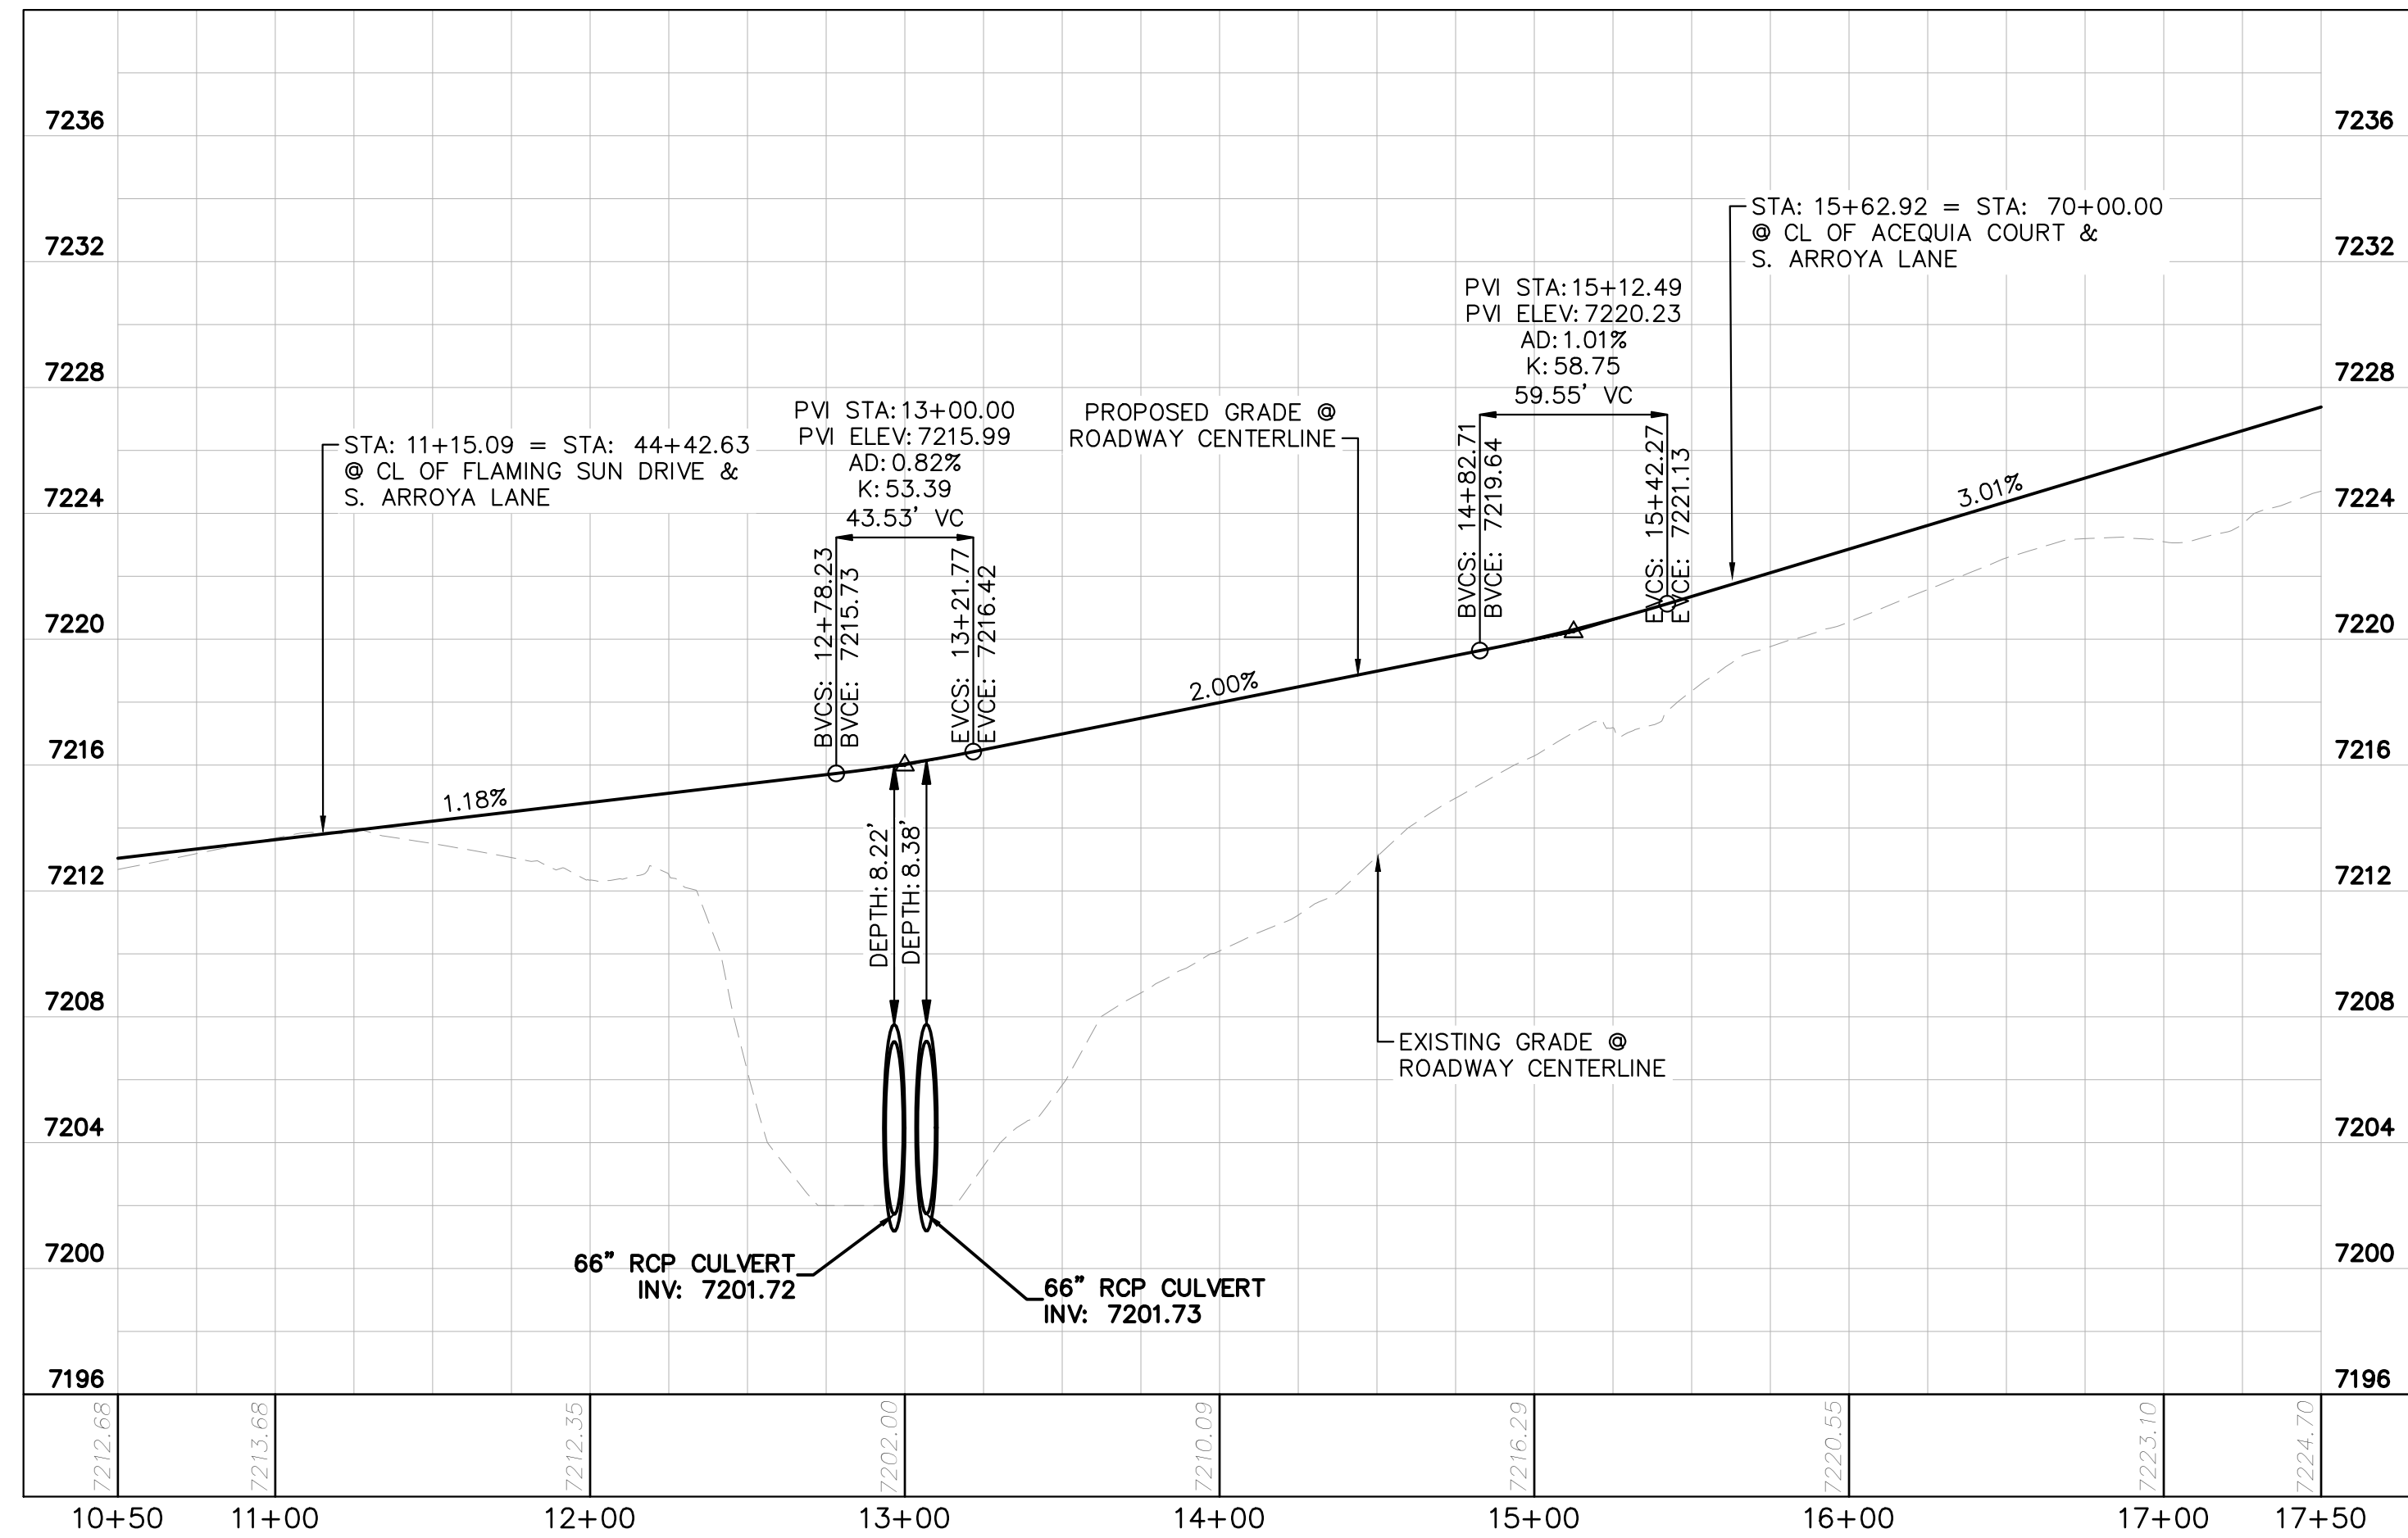 7236
7232
7228
7224
7220
7216
7212
7208
7204
7200
7196
STA: 11+15.09 = STA: 44+42.63
@ CL OF FLAMING SUN DRIVE &
S. ARROYA LANE
1.18%
PVI STA:13+00.00
PVI ELEV:7215.99
AD:0.82%
K:53.39
43.53' VC
BVCS: 12+78.23
BVCE: 7215.73
EVCS: 13+21.77
EVCE: 7216.42
DEPTH:8.22'
DEPTH:8.38'
66" RCP CULVERT
INV: 7201.72
66" RCP CULVERT
INV: 7201.73
PROPOSED GRADE @
ROADWAY CENTERLINE
2.00%
EXISTING GRADE @
ROADWAY CENTERLINE
PVI STA:15+12.49
PVI ELEV:7220.23
AD:1.01%
K:58.75
59.55' VC
BVCS: 14+82.71
BVCE: 7219.64
EVCS: 15+42.27
EVCE: 7221.13
STA: 15+62.92 = STA: 70+00.00
@ CL OF ACEQUIA COURT &
S. ARROYA LANE
3.01%
7236
7232
7228
7224
7220
7216
7212
7208
7204
7200
7196
7212.68
7213.68
7212.35
7202.00
7210.09
7216.29
7220.55
7223.10
7224.70
10+50
11+00
12+00
13+00
14+00
15+00
16+00
17+00
17+50